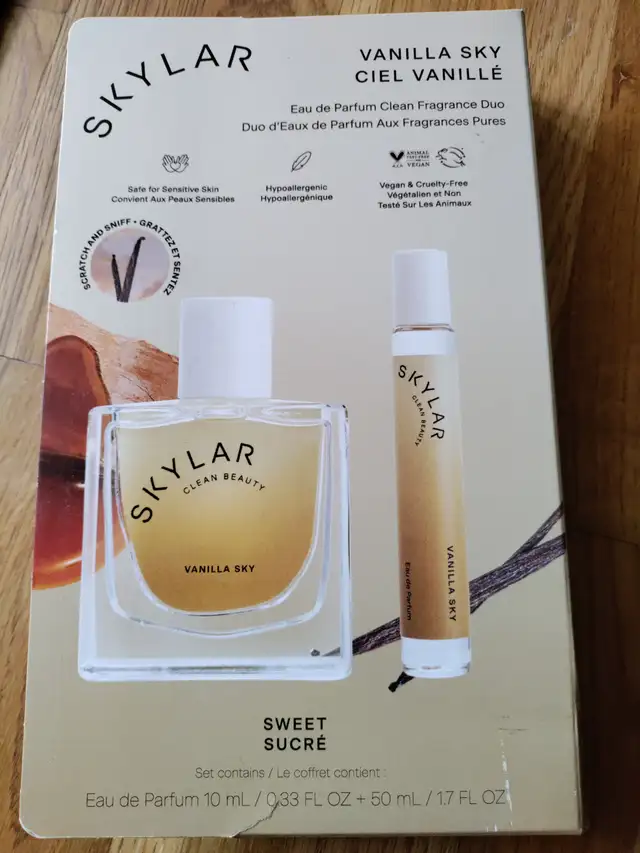 SKYLAR
VANILLA SKY
CIEL VANILLÉ
Eau de Parfum Clean Fragrance Duo
Duo d'Eaux de Parfum Aux Fragrances Pures
Safe for Sensitive Skin
Convient Aux Peaux Sensibles
Hypoallergenic
Hypoallergénique
ANIMAL
TEST-FREE
VEGAN
Vegan & Cruelty-Free
Végétalien et Non
Testé Sur Les Animaux
SCRATCH AND SNIFF • GRATTEZ ET SENTEZ
SKYLAR
CLEAN BEAUTY
VANILLA SKY
SKYLAR
CLEAN BEAUTY
Eau de Parfum
VANILLA SKY
SWEET
SUCRÉ
Set contains / Le coffret contient :
Eau de Parfum 10 mL / 0,33 FL OZ + 50 mL / 1.7 FL OZ